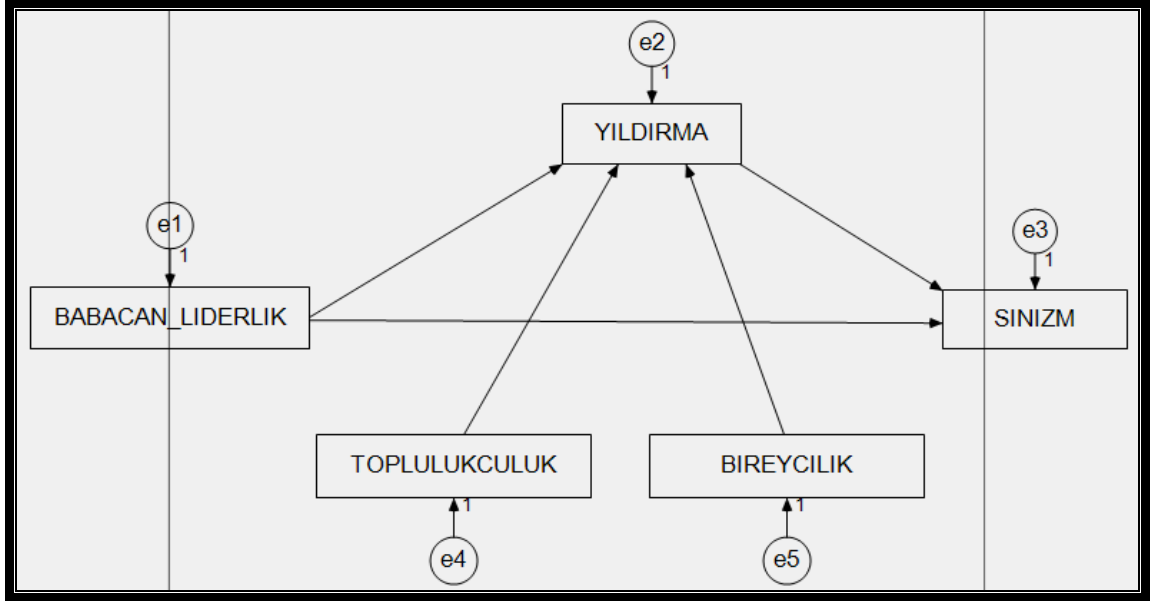 e2
1
YILDIRMA
e1
1
e3
1
BABACAN_LIDERLIK
SINIZM
TOPLULUKCULUK
BIREYCILIK
1
1
e4
e5